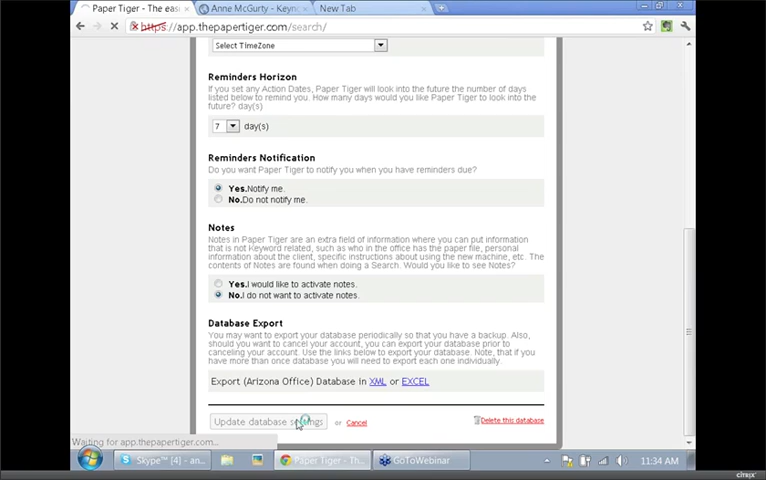 Paper Tiger - The eas
Anne McGurty - Keyno
New Tab
https://app.thepapertiger.com/search/
Select TimeZone
Reminders Horizon
If you set any Action Dates, Paper Tiger will look into the future the number of days
listed below to remind you. How many days would you like Paper Tiger to look into the
future? day(s)
7 day(s)
Reminders Notification
Do you want Paper Tiger to notify you when you have reminders due?
Yes.Notify me.
No.Do not notify me.
Notes
Notes in Paper Tiger are an extra field of information where you can put information
that is not Keyword related, such as who in the office has the paper file, personal
information about the client, specific instructions about using the new machine, etc. The
contents of Notes are found when doing a Search. Would you like to see Notes?
Yes.I would like to activate notes.
No.I do not want to activate notes.
Database Export
You may want to export your database periodically so that you have a backup. Also,
should you want to cancel your account, you can export your database prior to
canceling your account. Use the links below to export your database. Note, that if you
have more than once database you will need to export each one individually.
Export (Arizona Office) Database in XML or EXCEL
Update database settings or Cancel
Delete this database
Waiting for app.thepapertiger.com...
Skype™ [4] - an...
Paper Tiger - Th...
GoToWebinar
11:34 AM
citrix